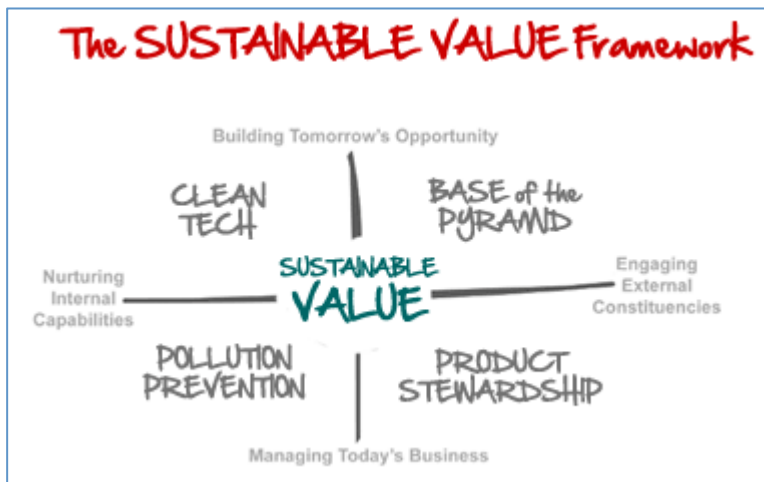 The SUSTAINABLE VALUE Framework
Building Tomorrow's Opportunity
CLEAN
TECH
BASE of the
PYRAMID
Nurturing
Internal
Capabilities
SUSTAINABLE
VALUE
Engaging
External
Constituencies
POLLUTION
PREVENTION
PRODUCT
STEWARDSHIP
Managing Today's Business